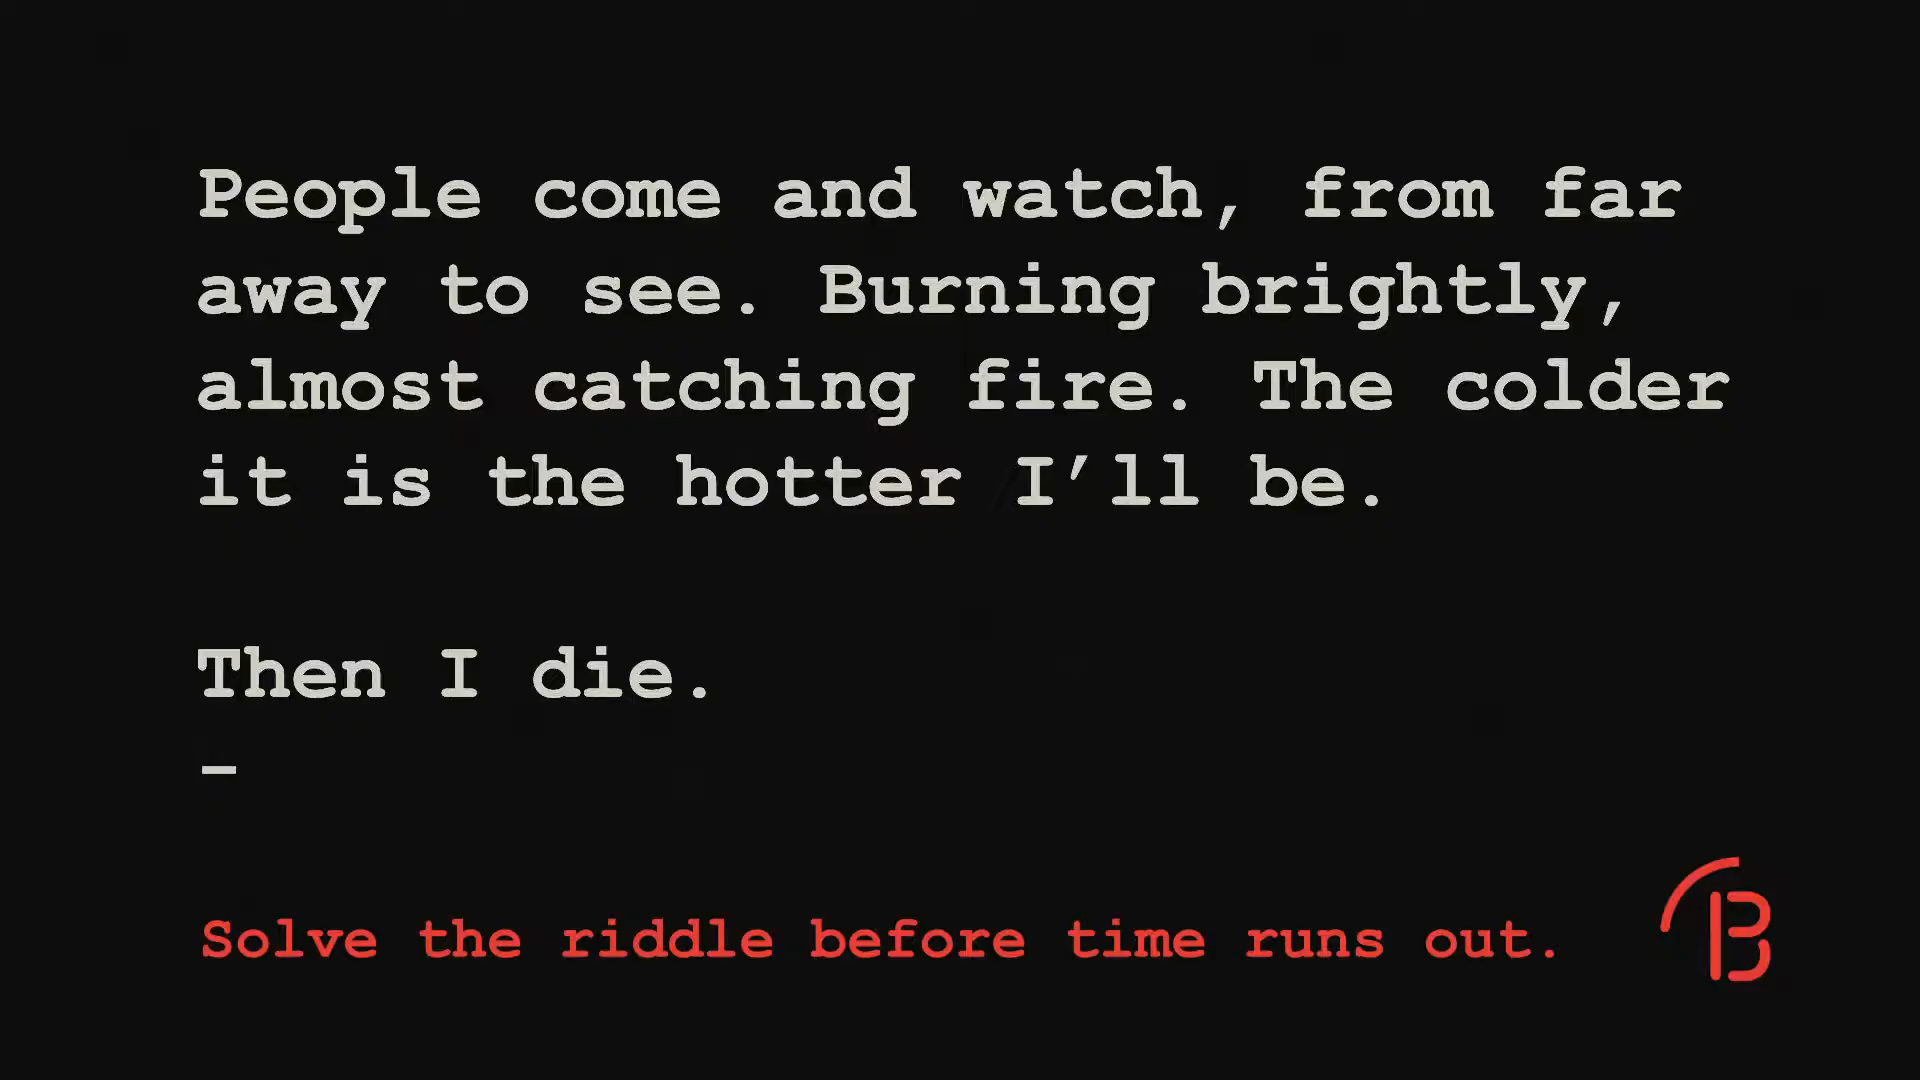 People come and watch, from far
away to see. Burning brightly,
almost catching fire. The colder
it is the hotter I’ll be.
Then I die.
Solve the riddle before time runs out.
B